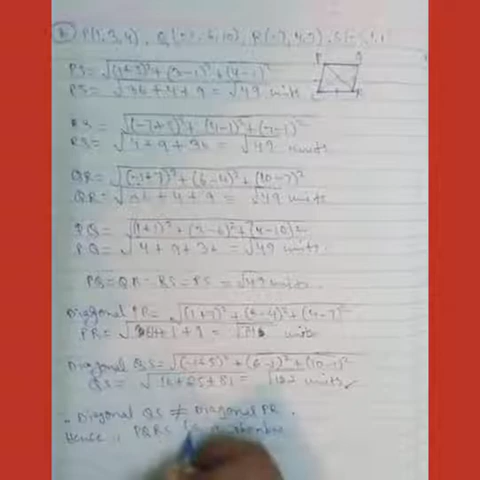 P(1,3,4), Q(-1,6,10), R(-7,4,7), S(-5,1,1
P Q
R
PS = √(1+5)² + (3-1)² + (4-1)²
PS = √36+4+9 = √49 units
RS = √(-7+5)² + (4-1)² + (7-1)²
RS = √4+9+36 = √49 units
QR = √(-1+7)² + (6-4)² + (10-7)²
QR = √36+4+9 = √49 units
PQ = √(1+1)² + (3-6)² + (4-10)²
PQ = √4+9+36 = √49 units.
PQ=QR=RS=PS = √49 units.
Diagonal PR = √(1+7)² + (3-4)² + (4-7)²
PR = +1+9 = units
Diagonal QS = √(-1+5)² + (6-1)² + (10-1)²
QS = √16+25+81 = √122 units
∴ Diagonal QS ≠ Diagonal PR.
Hence, PQRS is a rhombus